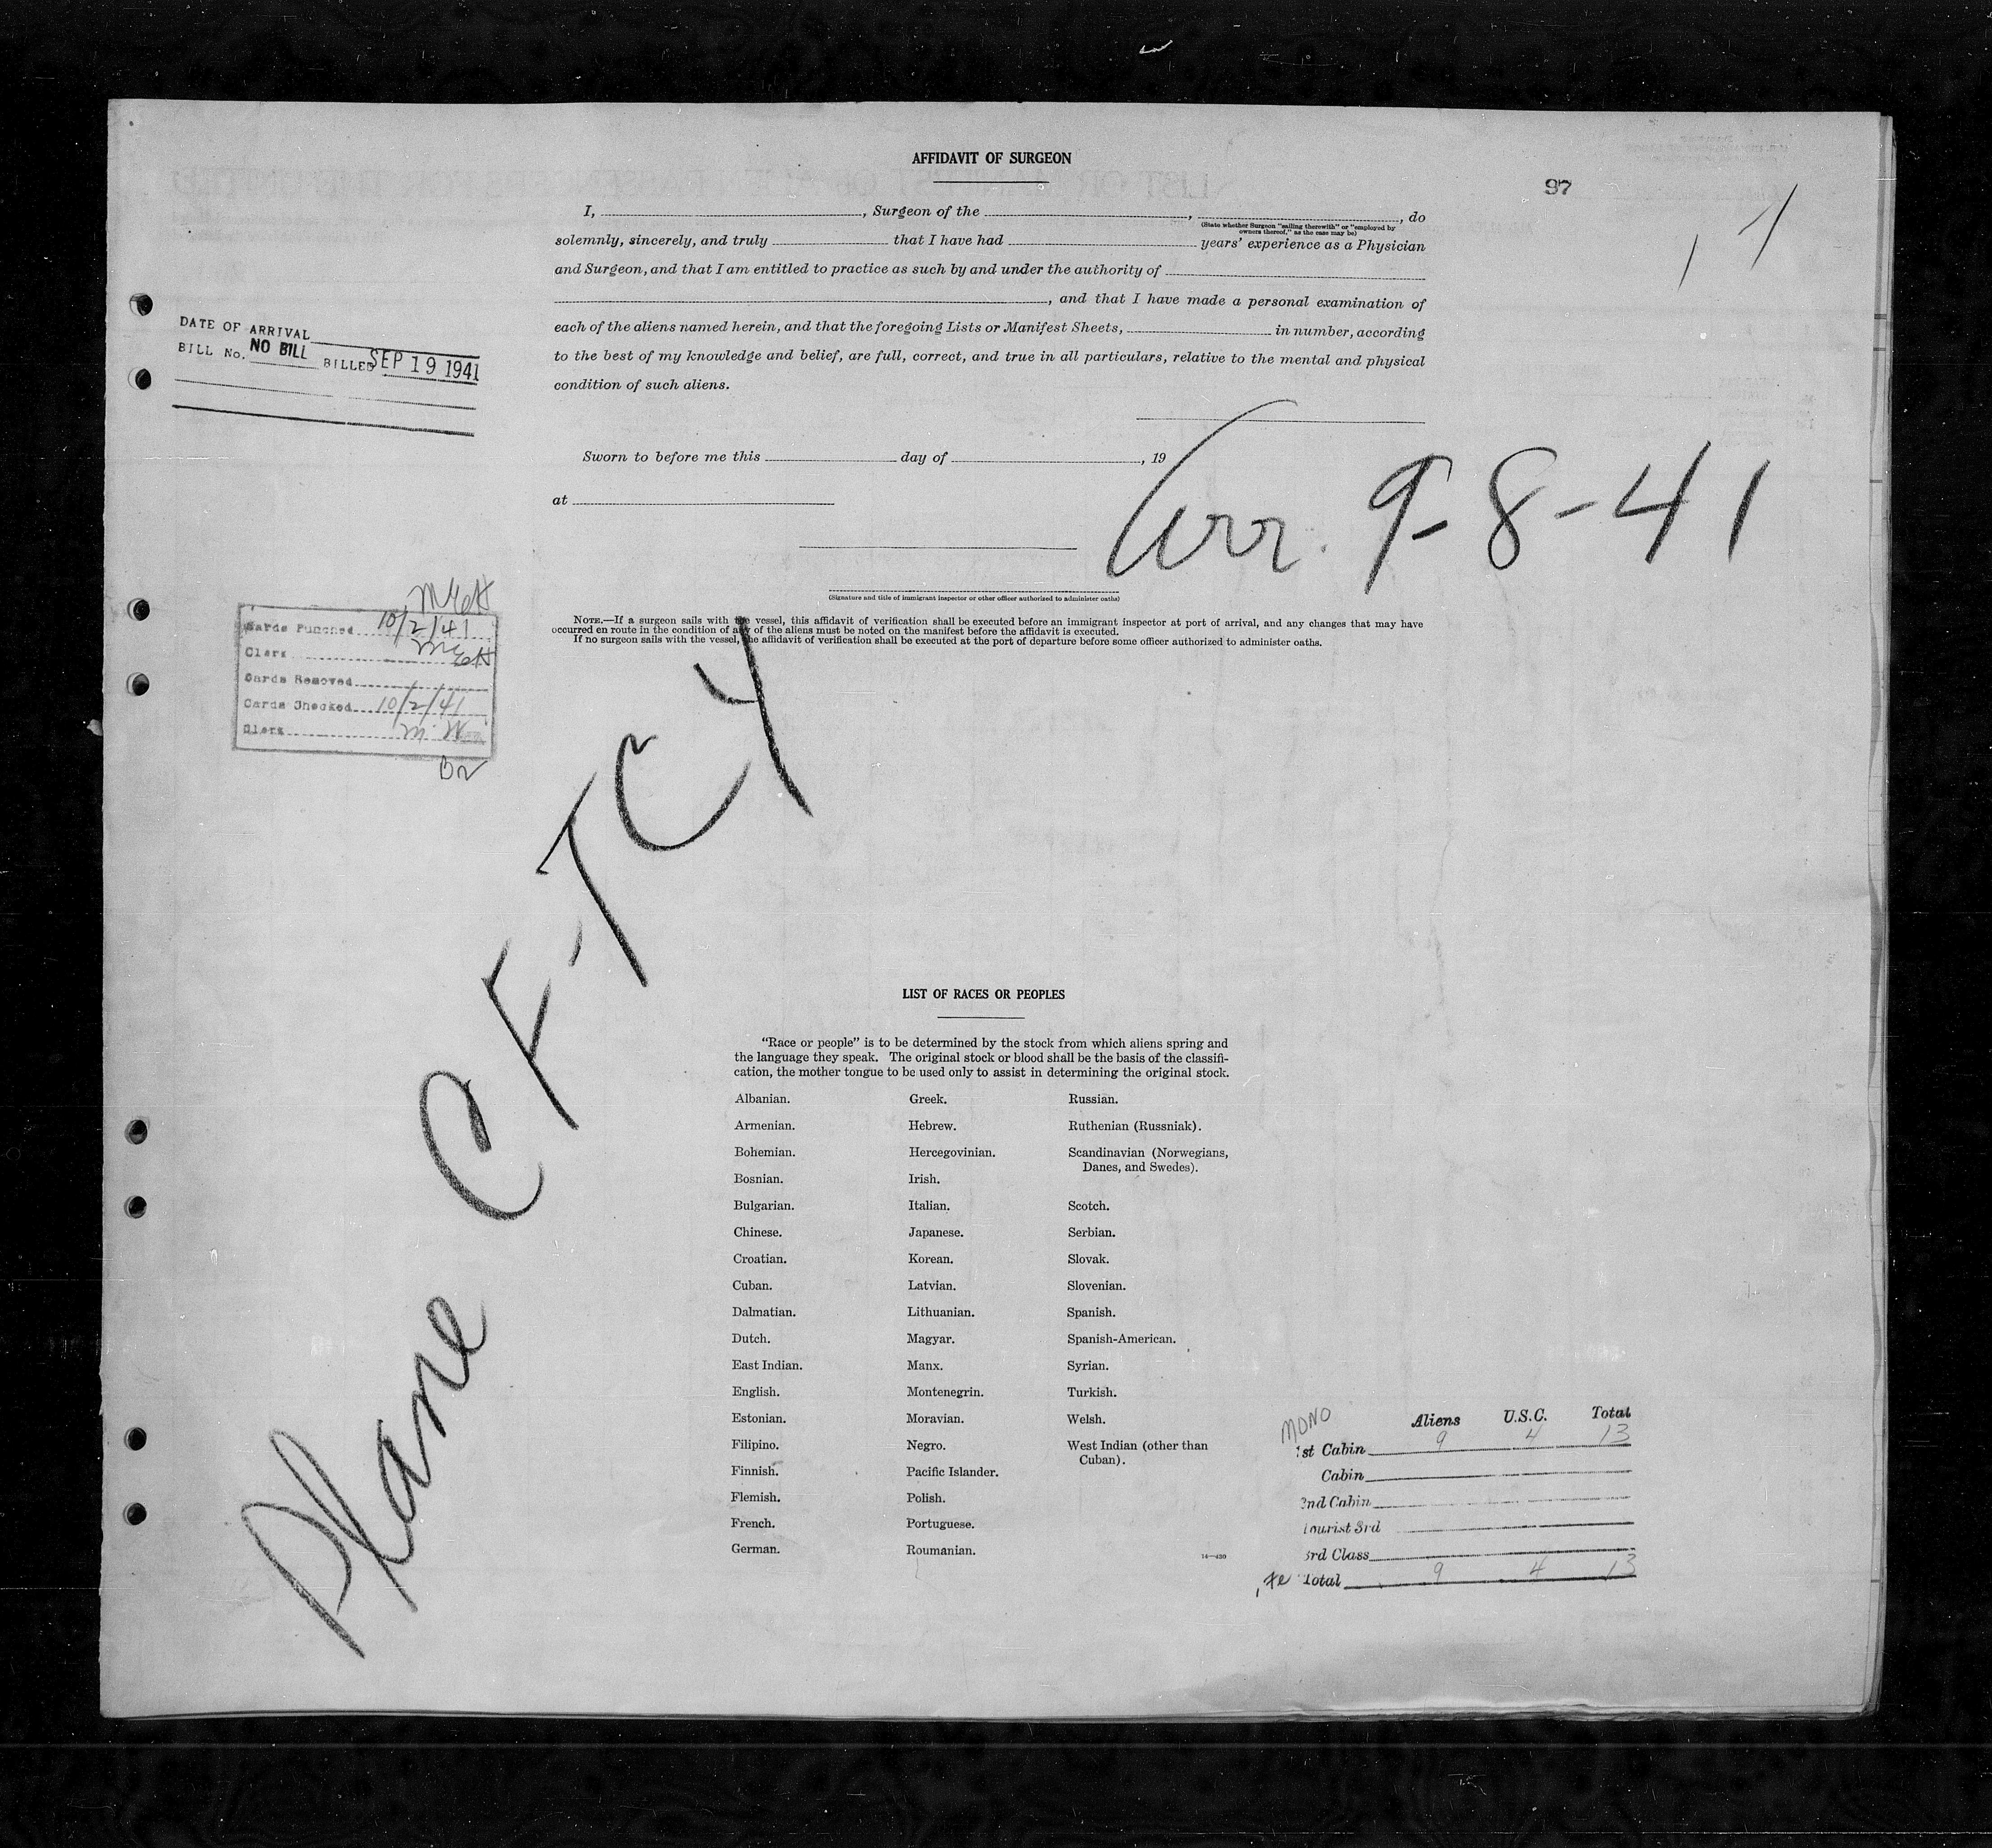 AFFIDAVIT OF SURGEON
97
I, , Surgeon of the , , do
(State whether Surgeon "sailing therewith" or "employed by
owners thereof," as the case may be)
solemnly, sincerely, and truly that I have had years' experience as a Physician
and Surgeon, and that I am entitled to practice as such by and under the authority of
, and that I have made a personal examination of
each of the aliens named herein, and that the foregoing Lists or Manifest Sheets, in number, according
to the best of my knowledge and belief, are full, correct, and true in all particulars, relative to the mental and physical
condition of such aliens.
DATE OF ARRIVAL
BILL No. NO BILL BILLED SEP 19 1941
Sworn to before me this day of , 19
at
Arr. 9-8-41
(Signature and title of immigrant inspector or other officer authorized to administer oaths)
NOTE.—If a surgeon sails with the vessel, this affidavit of verification shall be executed before an immigrant inspector at port of arrival, and any changes that may have
occurred en route in the condition of any of the aliens must be noted on the manifest before the affidavit is executed.
If no surgeon sails with the vessel, the affidavit of verification shall be executed at the port of departure before some officer authorized to administer oaths.
Cards Punched 10/2/41
Clerk
Cards Removed
Cards Checked 10/2/41
Clerk
Plane CF-TCY
LIST OF RACES OR PEOPLES
"Race or people" is to be determined by the stock from which aliens spring and
the language they speak. The original stock or blood shall be the basis of the classifi-
cation, the mother tongue to be used only to assist in determining the original stock.
Albanian.
Armenian.
Bohemian.
Bosnian.
Bulgarian.
Chinese.
Croatian.
Cuban.
Dalmatian.
Dutch.
East Indian.
English.
Estonian.
Filipino.
Finnish.
Flemish.
French.
German.
Greek.
Hebrew.
Hercegovinian.
Irish.
Italian.
Japanese.
Korean.
Latvian.
Lithuanian.
Magyar.
Manx.
Montenegrin.
Moravian.
Negro.
Pacific Islander.
Polish.
Portuguese.
Roumanian.
Russian.
Ruthenian (Russniak).
Scandinavian (Norwegians,
Danes, and Swedes).
Scotch.
Serbian.
Slovak.
Slovenian.
Spanish.
Spanish-American.
Syrian.
Turkish.
Welsh.
West Indian (other than
Cuban).
14—430
MONO
Aliens U.S.C. Total
1st Cabin 9 4 13
Cabin
2nd Cabin
Tourist 3rd
3rd Class
Total 9 4 13